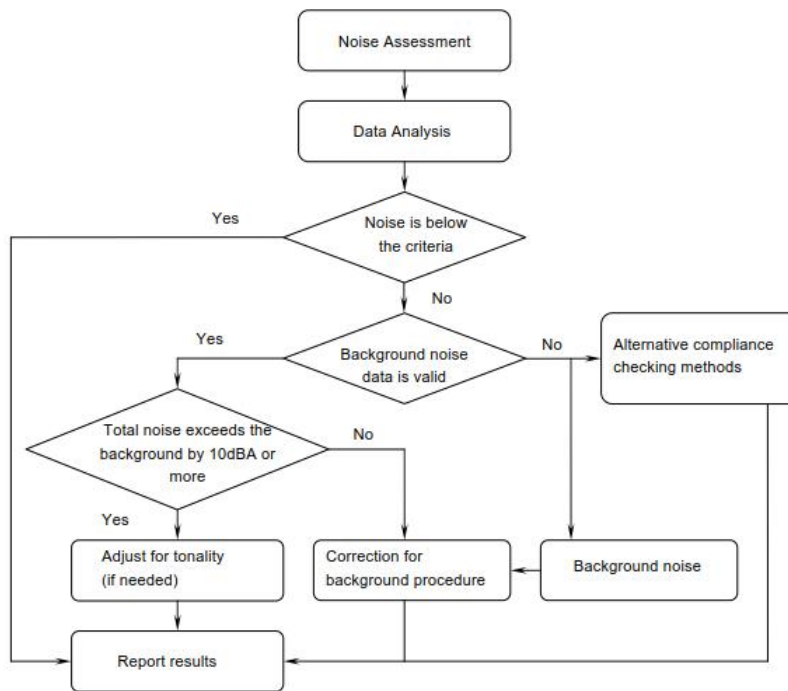 Noise Assessment
Data Analysis
Yes
Noise is below
the criteria
No
Yes
Background noise
data is valid
No
Alternative compliance
checking methods
Total noise exceeds the
background by 10dBA or
more
No
Yes
Adjust for tonality
(if needed)
Correction for
background procedure
Background noise
Report results